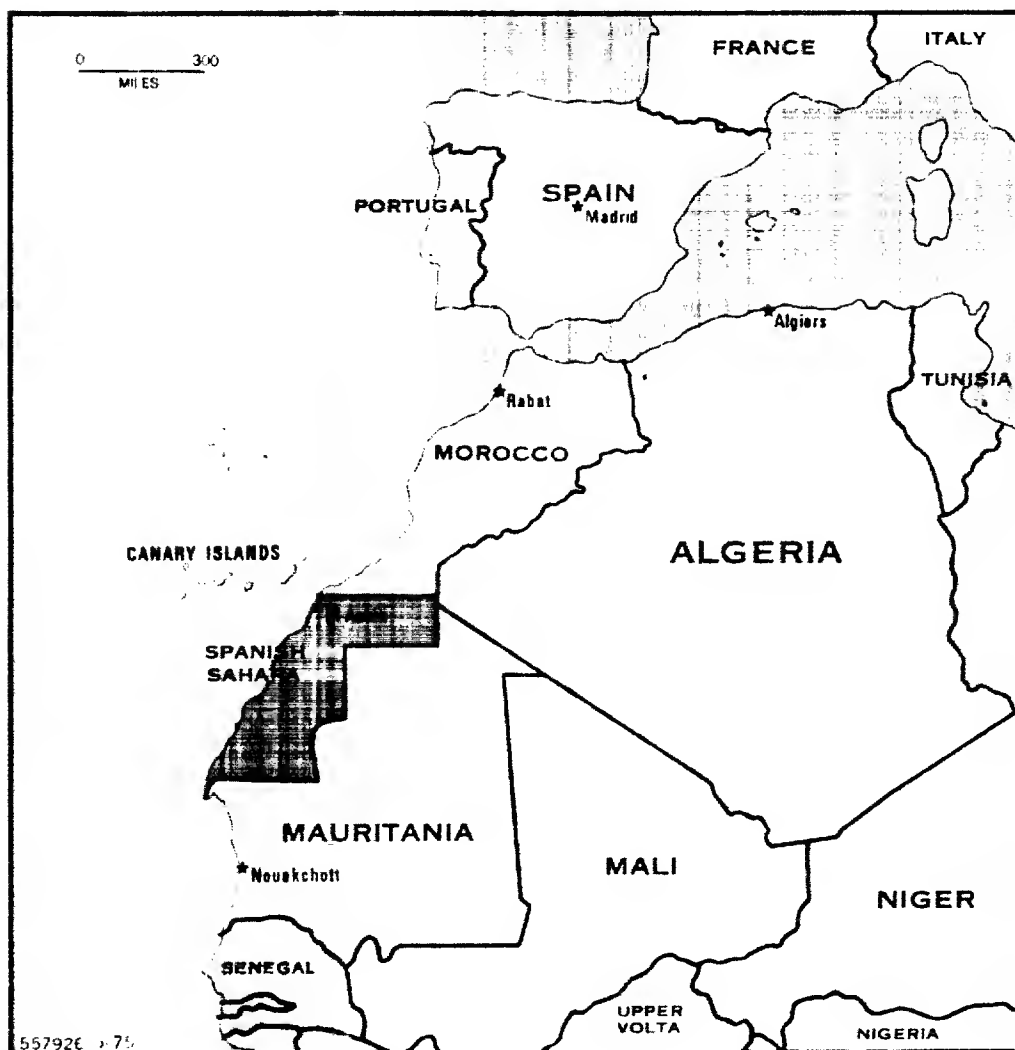 0 300
MILES
FRANCE
ITALY
PORTUGAL
SPAIN
Madrid
Algiers
TUNISIA
Rabat
MOROCCO
ALGERIA
CANARY ISLANDS
SPANISH
SAHARA
MAURITANIA
Nouakchott
MALI
NIGER
SENEGAL
UPPER
VOLTA
NIGERIA